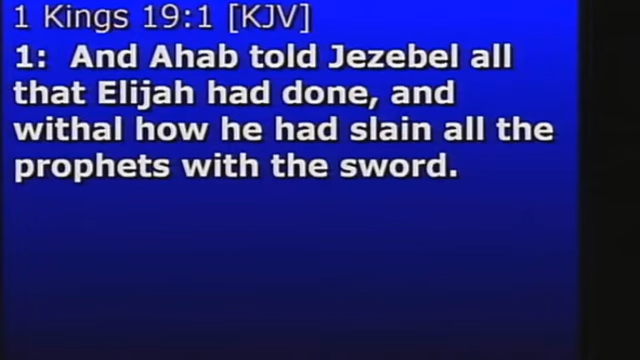 1 Kings 19:1 [KJV]
1:  And Ahab told Jezebel all
that Elijah had done, and
withal how he had slain all the
prophets with the sword.